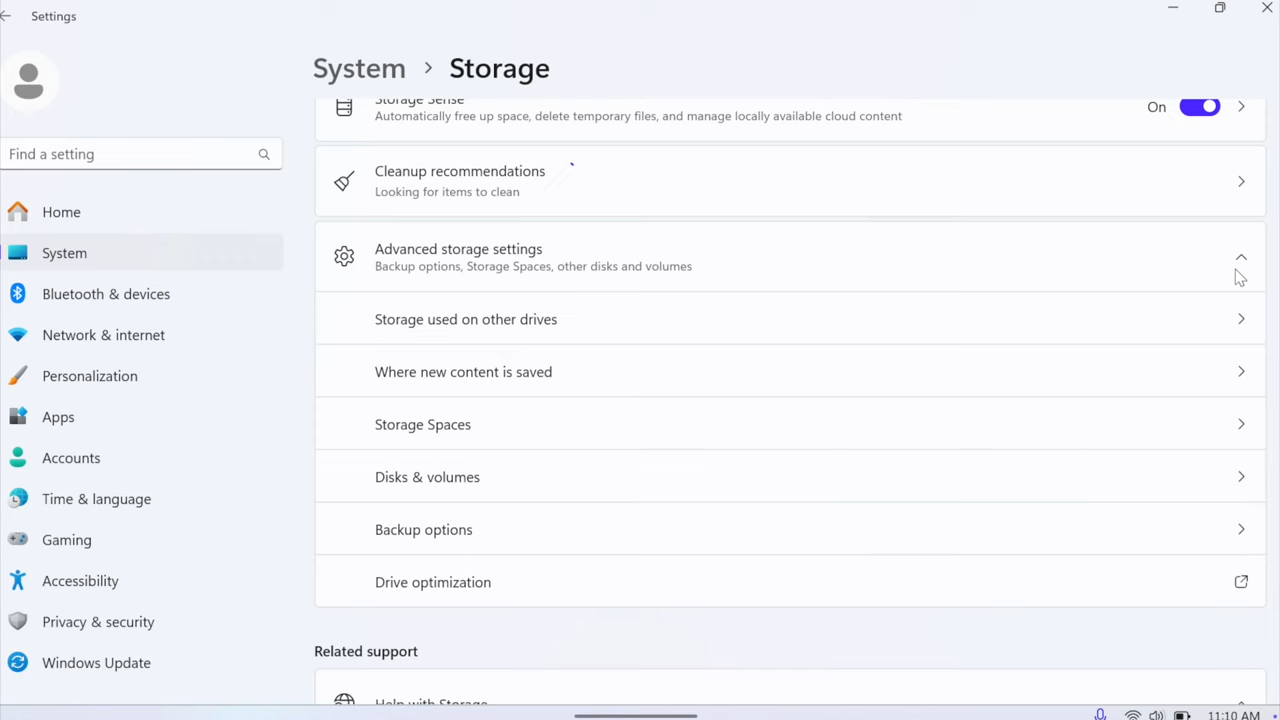 Settings
System > Storage
Storage Sense
Automatically free up space, delete temporary files, and manage locally available cloud content
On
Find a setting
Cleanup recommendations
Looking for items to clean
Home
System
Bluetooth & devices
Network & internet
Personalization
Apps
Accounts
Time & language
Gaming
Accessibility
Privacy & security
Windows Update
Advanced storage settings
Backup options, Storage Spaces, other disks and volumes
Storage used on other drives
Where new content is saved
Storage Spaces
Disks & volumes
Backup options
Drive optimization
Related support
Help with Storage
11:10 AM